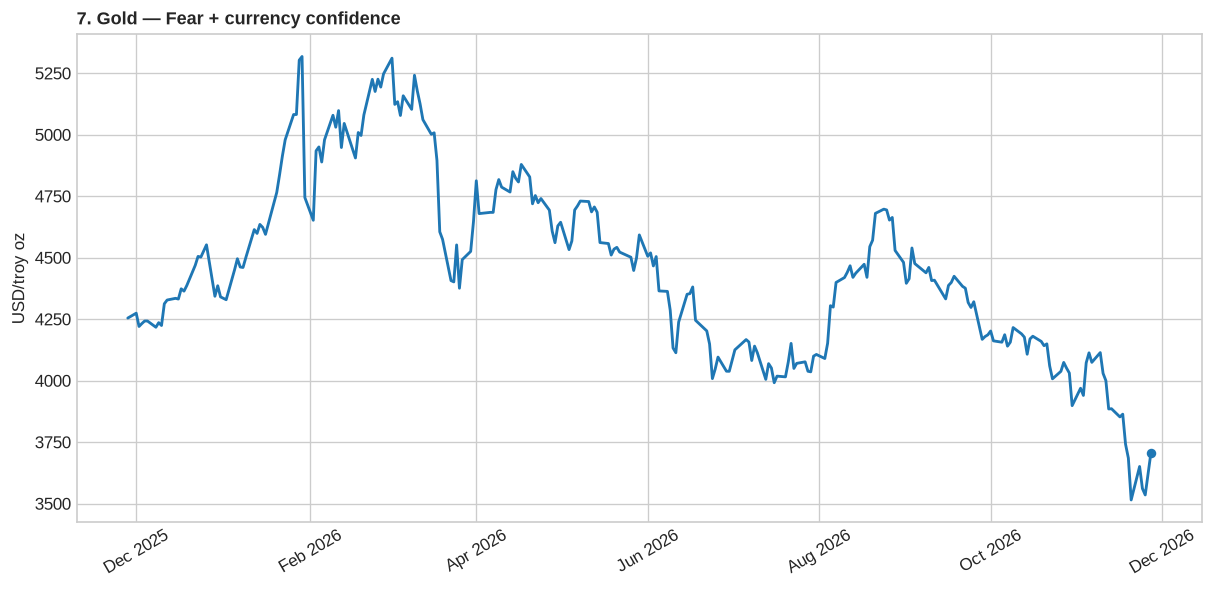 7. Gold — Fear + currency confidence
USD/troy oz
5250
5000
4750
4500
4250
4000
3750
3500
Dec 2025
Feb 2026
Apr 2026
Jun 2026
Aug 2026
Oct 2026
Dec 2026